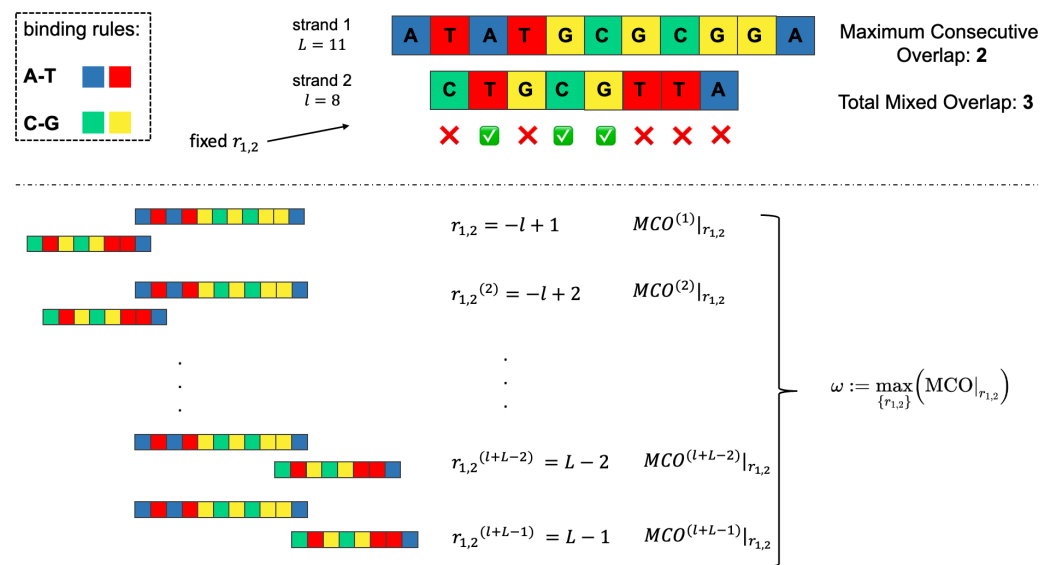 binding rules:
A-T
C-G
strand 1
L = 11
A T A T G C G C G G A
strand 2
l = 8
C T G C G T T A
fixed r₁,₂
Maximum Consecutive
Overlap: 2
Total Mixed Overlap: 3
r₁,₂ = −l + 1 MCO⁽¹⁾|r₁,₂
r₁,₂⁽²⁾ = −l + 2 MCO⁽²⁾|r₁,₂
ω := max{r₁,₂}(MCO|r₁,₂)
r₁,₂⁽ˡ⁺ᴸ⁻²⁾ = L − 2 MCO⁽ˡ⁺ᴸ⁻²⁾|r₁,₂
r₁,₂⁽ˡ⁺ᴸ⁻¹⁾ = L − 1 MCO⁽ˡ⁺ᴸ⁻¹⁾|r₁,₂